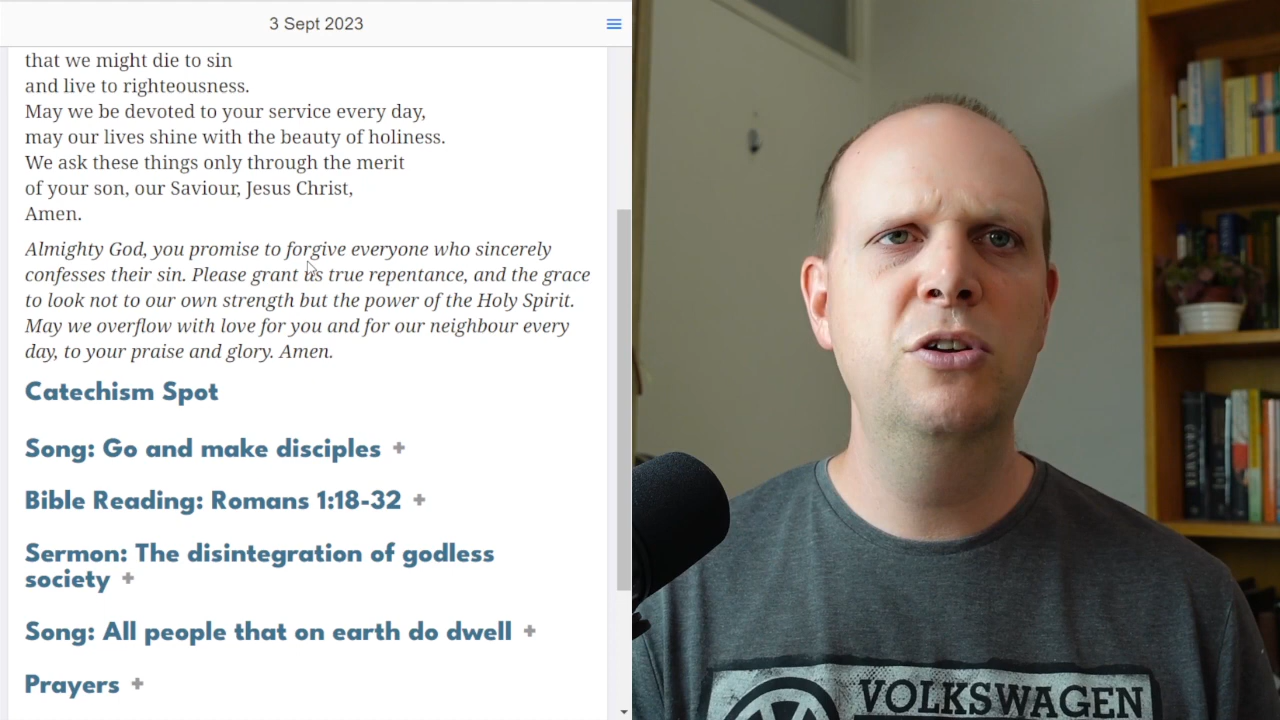 3 Sept 2023
that we might die to sin
and live to righteousness.
May we be devoted to your service every day,
may our lives shine with the beauty of holiness.
We ask these things only through the merit
of your son, our Saviour, Jesus Christ,
Amen.
Almighty God, you promise to forgive everyone who sincerely
confesses their sin. Please grant us true repentance, and the grace
to look not to our own strength but the power of the Holy Spirit.
May we overflow with love for you and for our neighbour every
day, to your praise and glory. Amen.
Catechism Spot
Song: Go and make disciples +
Bible Reading: Romans 1:18-32 +
Sermon: The disintegration of godless
society +
Song: All people that on earth do dwell +
Prayers +
VOLKSWAGEN